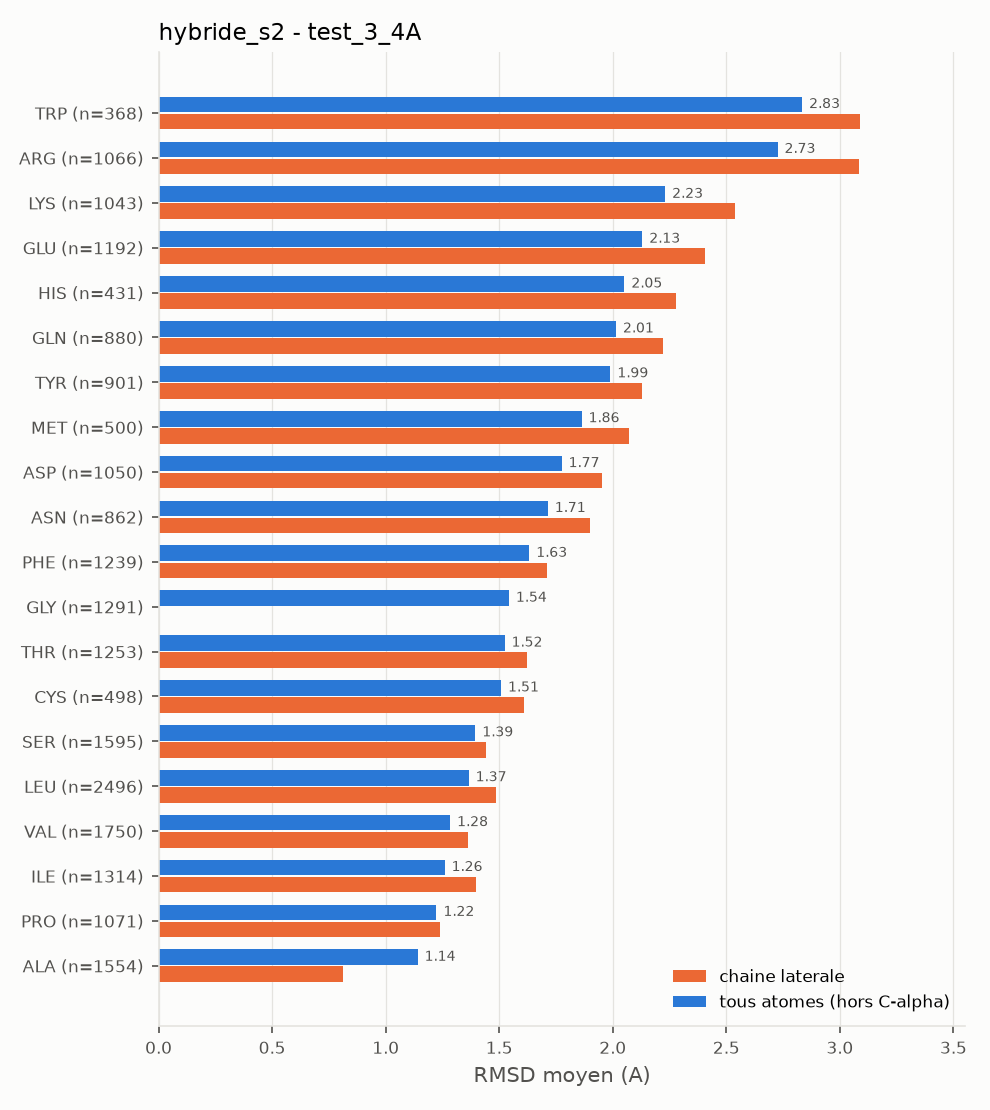 hybride_s2 - test_3_4A
TRP (n=368) 2.83
ARG (n=1066) 2.73
LYS (n=1043) 2.23
GLU (n=1192) 2.13
HIS (n=431) 2.05
GLN (n=880) 2.01
TYR (n=901) 1.99
MET (n=500) 1.86
ASP (n=1050) 1.77
ASN (n=862) 1.71
PHE (n=1239) 1.63
GLY (n=1291) 1.54
THR (n=1253) 1.52
CYS (n=498) 1.51
SER (n=1595) 1.39
LEU (n=2496) 1.37
VAL (n=1750) 1.28
ILE (n=1314) 1.26
PRO (n=1071) 1.22
ALA (n=1554) 1.14
chaine laterale
tous atomes (hors C-alpha)
0.0 0.5 1.0 1.5 2.0 2.5 3.0 3.5
RMSD moyen (A)